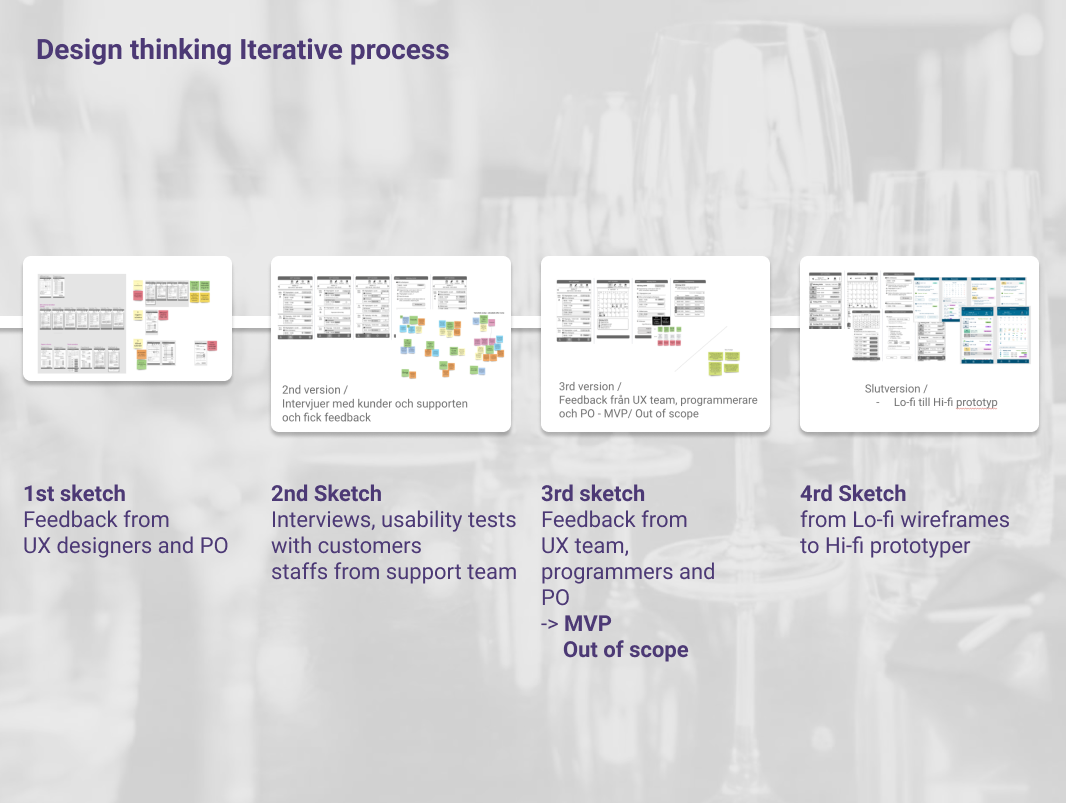 Design thinking Iterative process
2nd version /
Intervjuer med kunder och supporten
och fick feedback
3rd version /
Feedback från UX team, programmerare
och PO - MVP/ Out of scope
Slutversion /
- Lo-fi till Hi-fi prototyp
1st sketch
Feedback from
UX designers and PO
2nd Sketch
Interviews, usability tests
with customers
staffs from support team
3rd sketch
Feedback from
UX team,
programmers and
PO
-> MVP
Out of scope
4rd Sketch
from Lo-fi wireframes
to Hi-fi prototyper